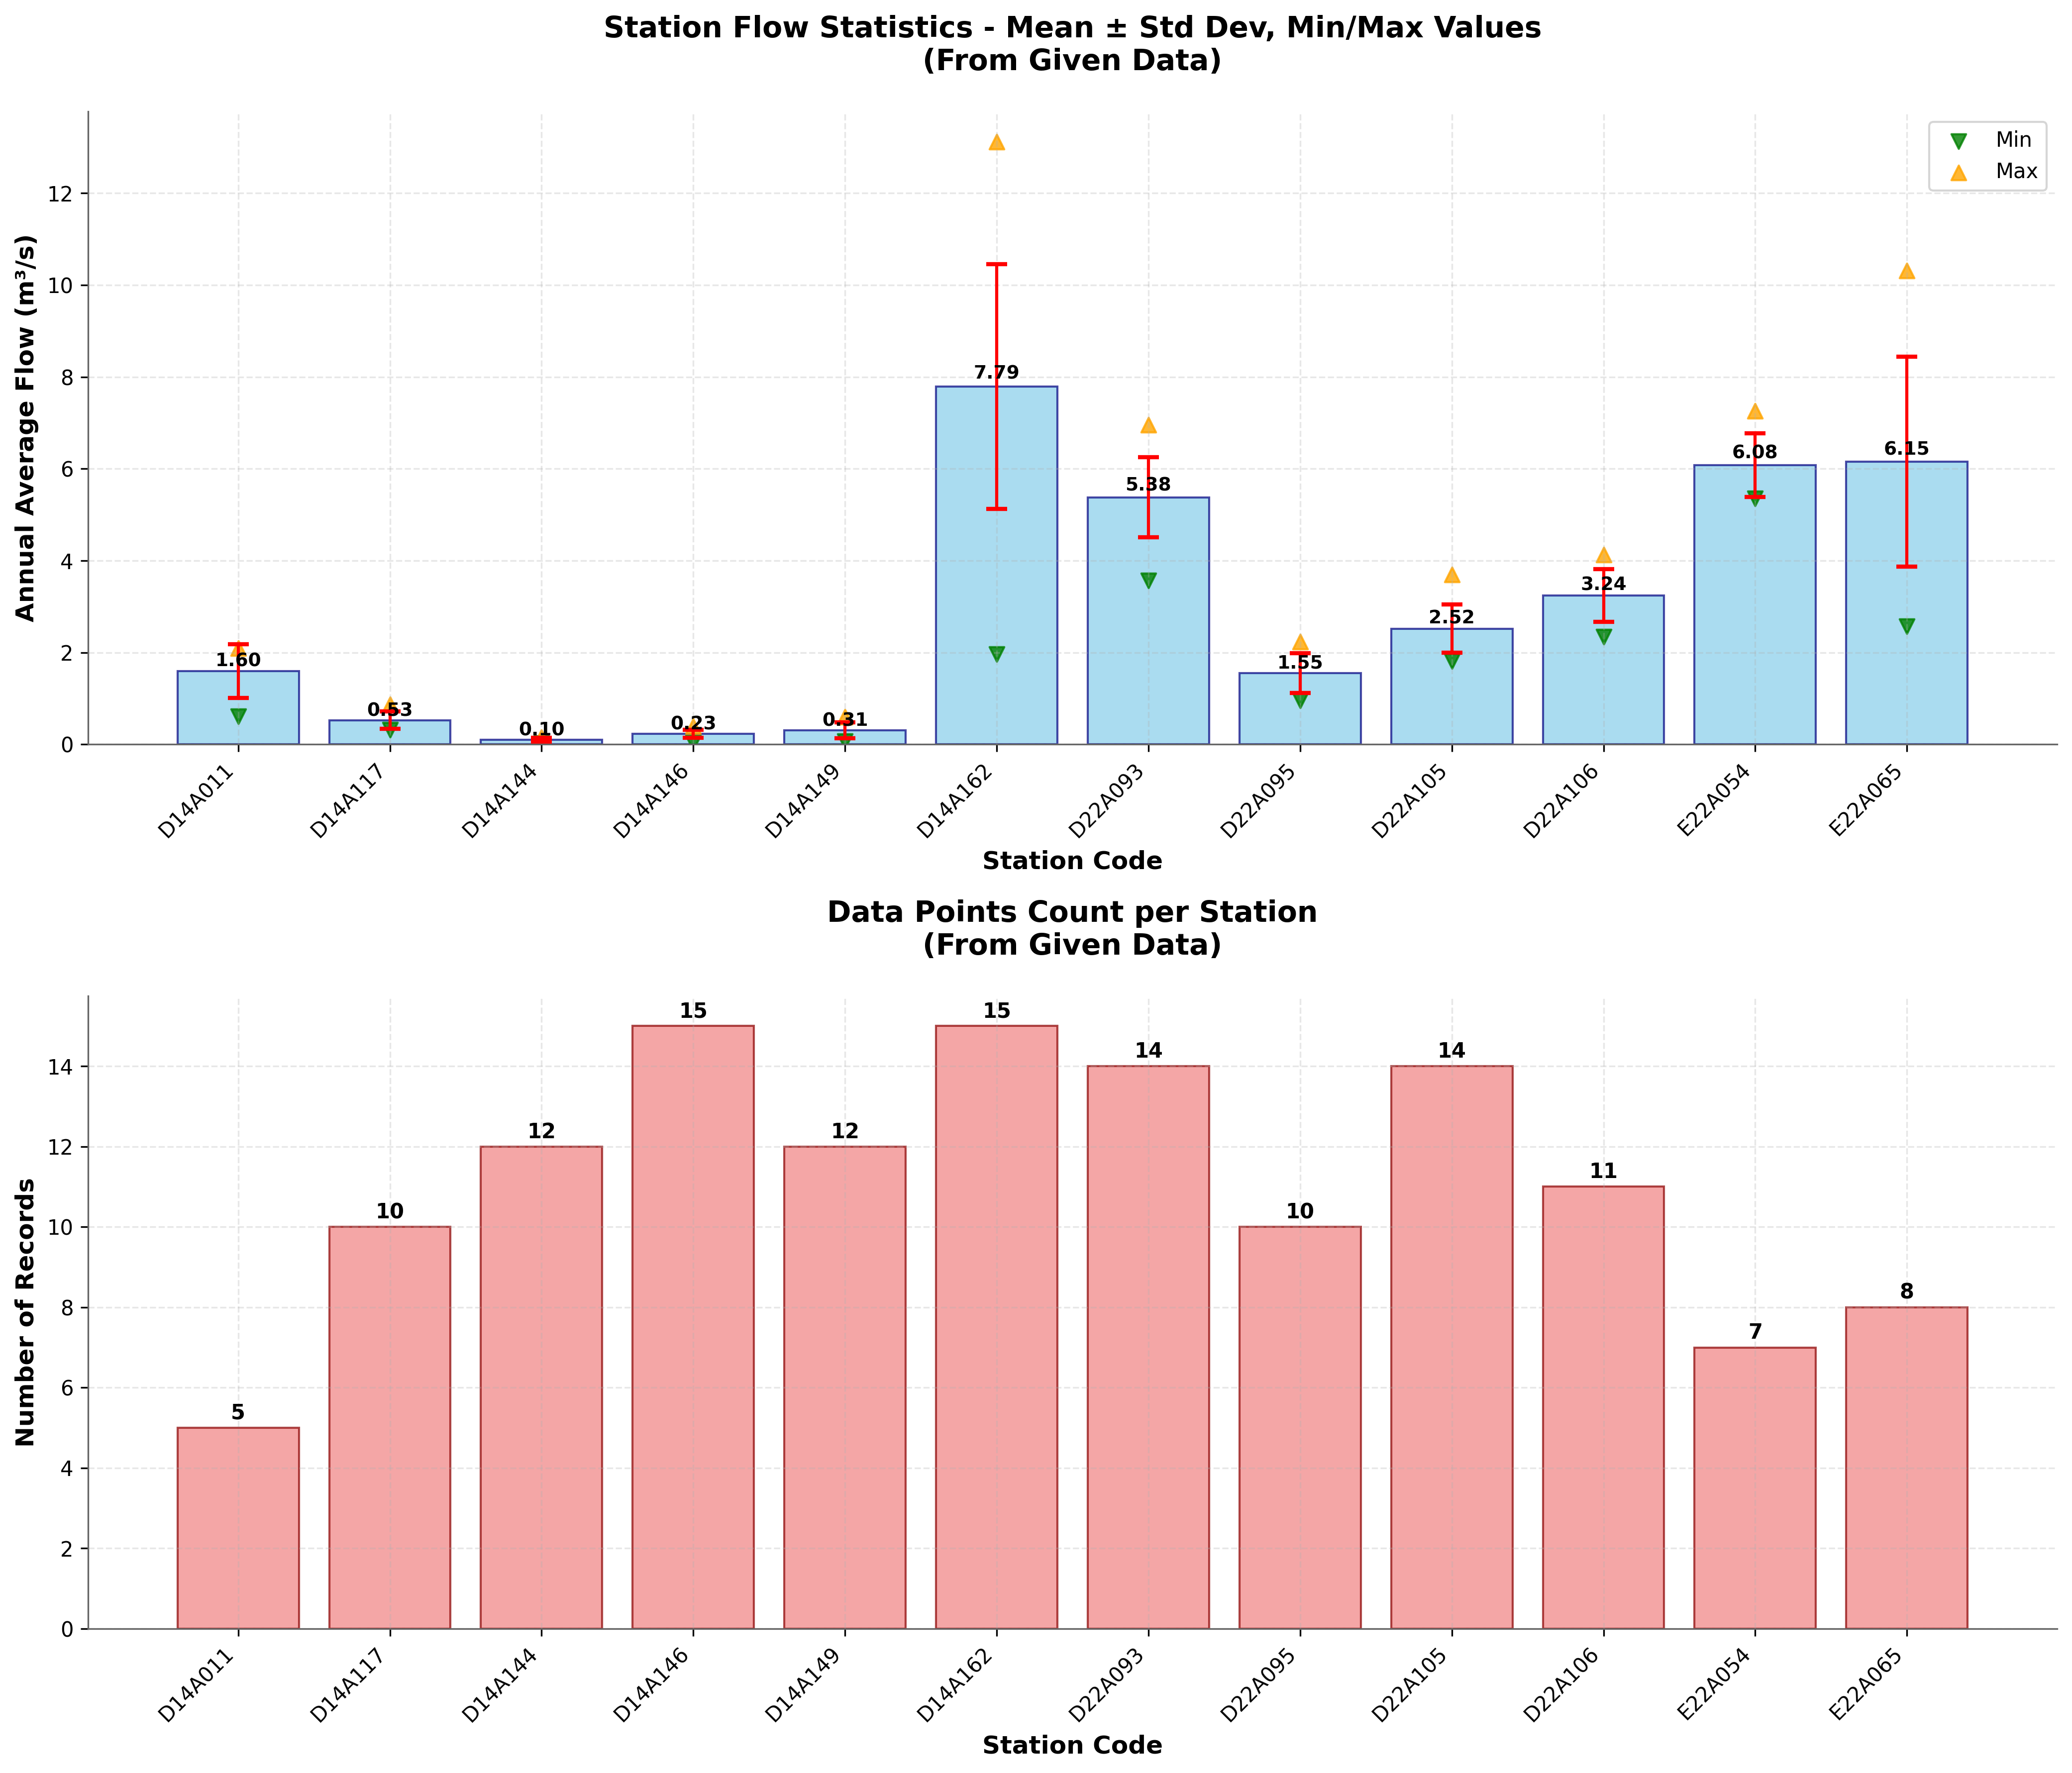 Station Flow Statistics - Mean ± Std Dev, Min/Max Values
(From Given Data)
Min
Max
Annual Average Flow (m³/s)
12
10
8
6
4
2
0
1.60
0.53
0.10
0.23
0.31
7.79
5.38
1.55
2.52
3.24
6.08
6.15
D14A011
D14A117
D14A144
D14A146
D14A149
D14A162
D22A093
D22A095
D22A105
D22A106
E22A054
E22A065
Station Code
Data Points Count per Station
(From Given Data)
Number of Records
14
12
10
8
6
4
2
0
5
10
12
15
12
15
14
10
14
11
7
8
D14A011
D14A117
D14A144
D14A146
D14A149
D14A162
D22A093
D22A095
D22A105
D22A106
E22A054
E22A065
Station Code